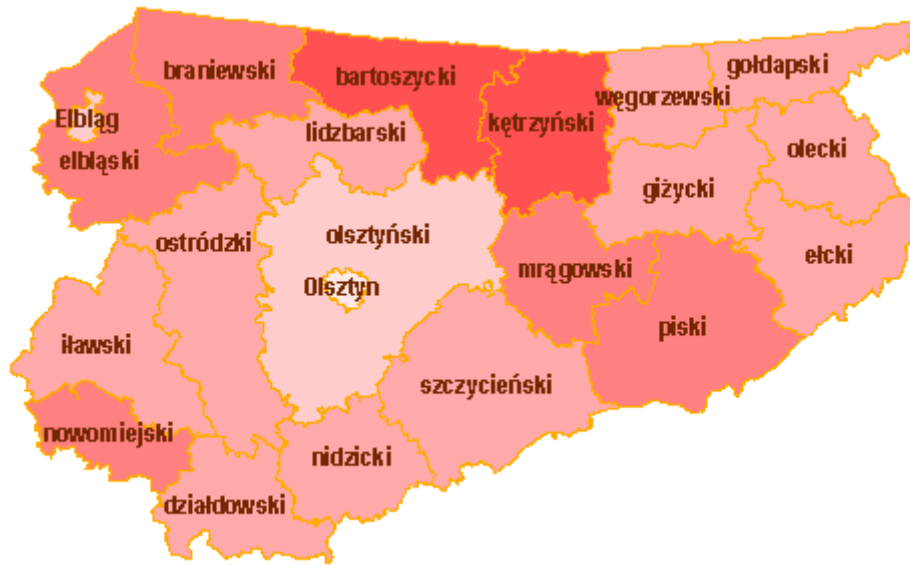 braniewski
bartoszycki
gołdapski
węgorzewski
Elbląg
kętrzyński
lidzbarski
olecki
elbląski
giżycki
olsztyński
ostródzki
ełcki
mrągowski
Olsztyn
piski
iławski
szczycieński
nowomiejski
nidzicki
działdowski